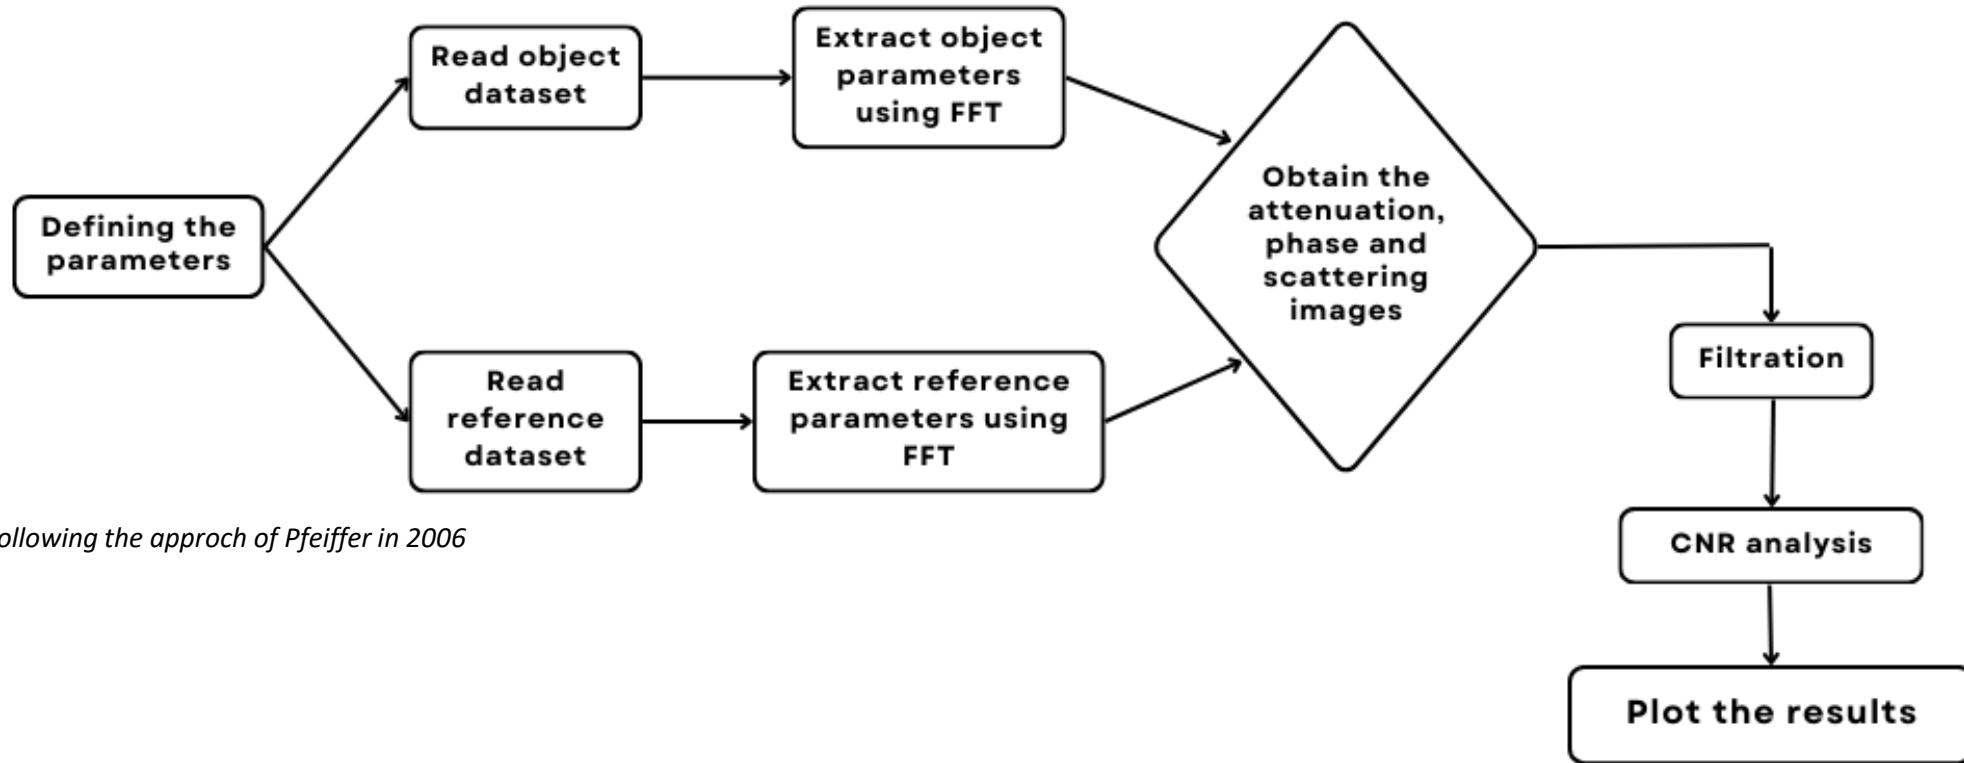 Defining the
parameters
Read object
dataset
Extract object
parameters
using FFT
Read
reference
dataset
Extract reference
parameters using
FFT
Obtain the
attenuation,
phase and
scattering
images
Filtration
CNR analysis
Plot the results
ollowing the approch of Pfeiffer in 2006